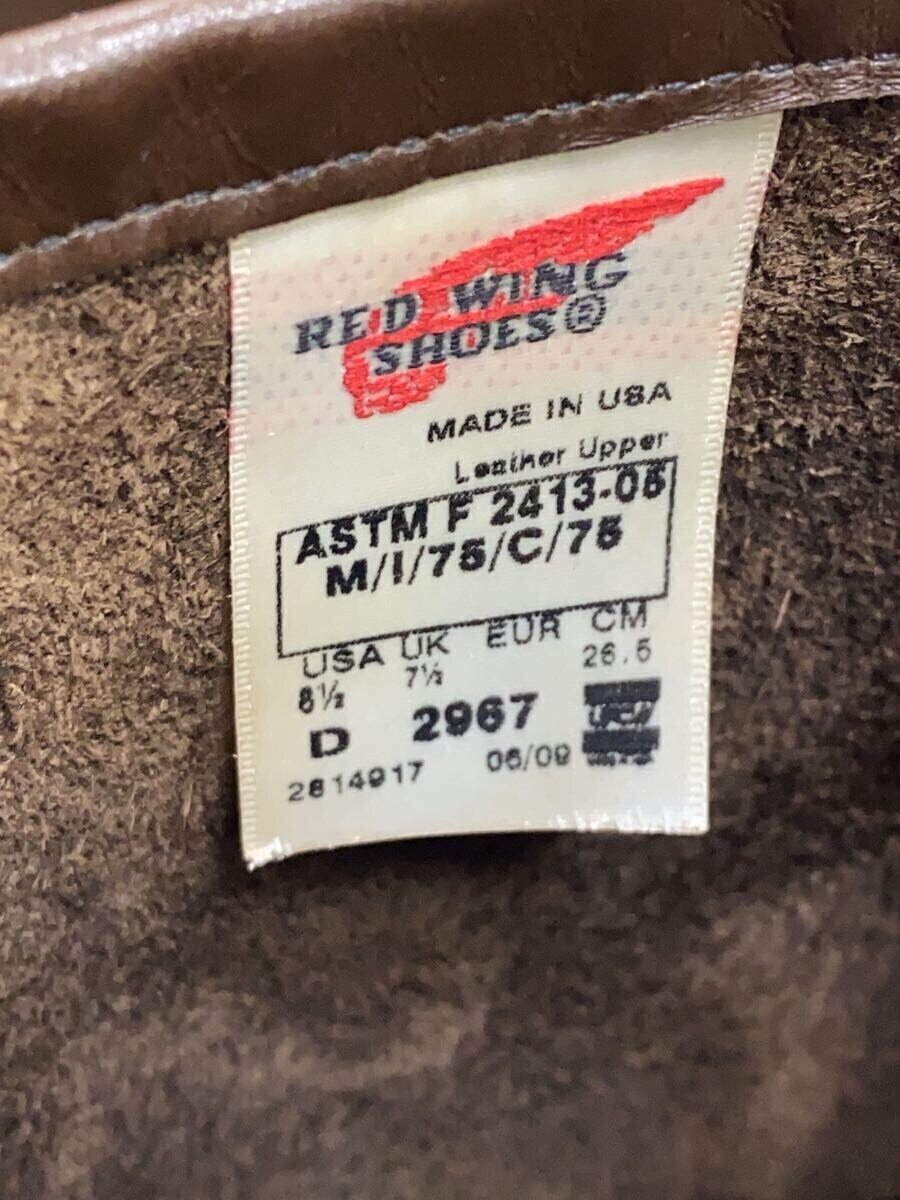 RED WING
SHOES®
MADE IN USA
Leather Upper
ASTM F 2413-05
M/I/75/C/75
USA UK EUR CM
8½ 7½ 26.5
D 2967
2814917 06/09